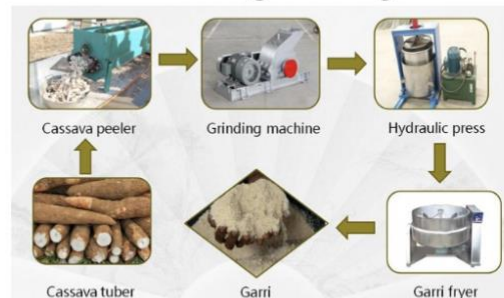 Cassava peeler
Grinding machine
Hydraulic press
Cassava tuber
Garri
Garri fryer